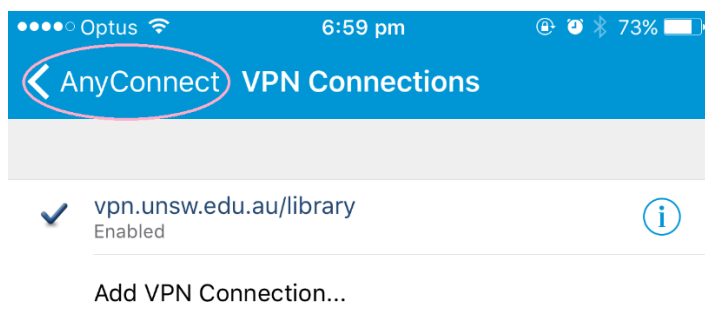 Optus 6:59 pm 73%
AnyConnect VPN Connections
vpn.unsw.edu.au/library
Enabled
Add VPN Connection...